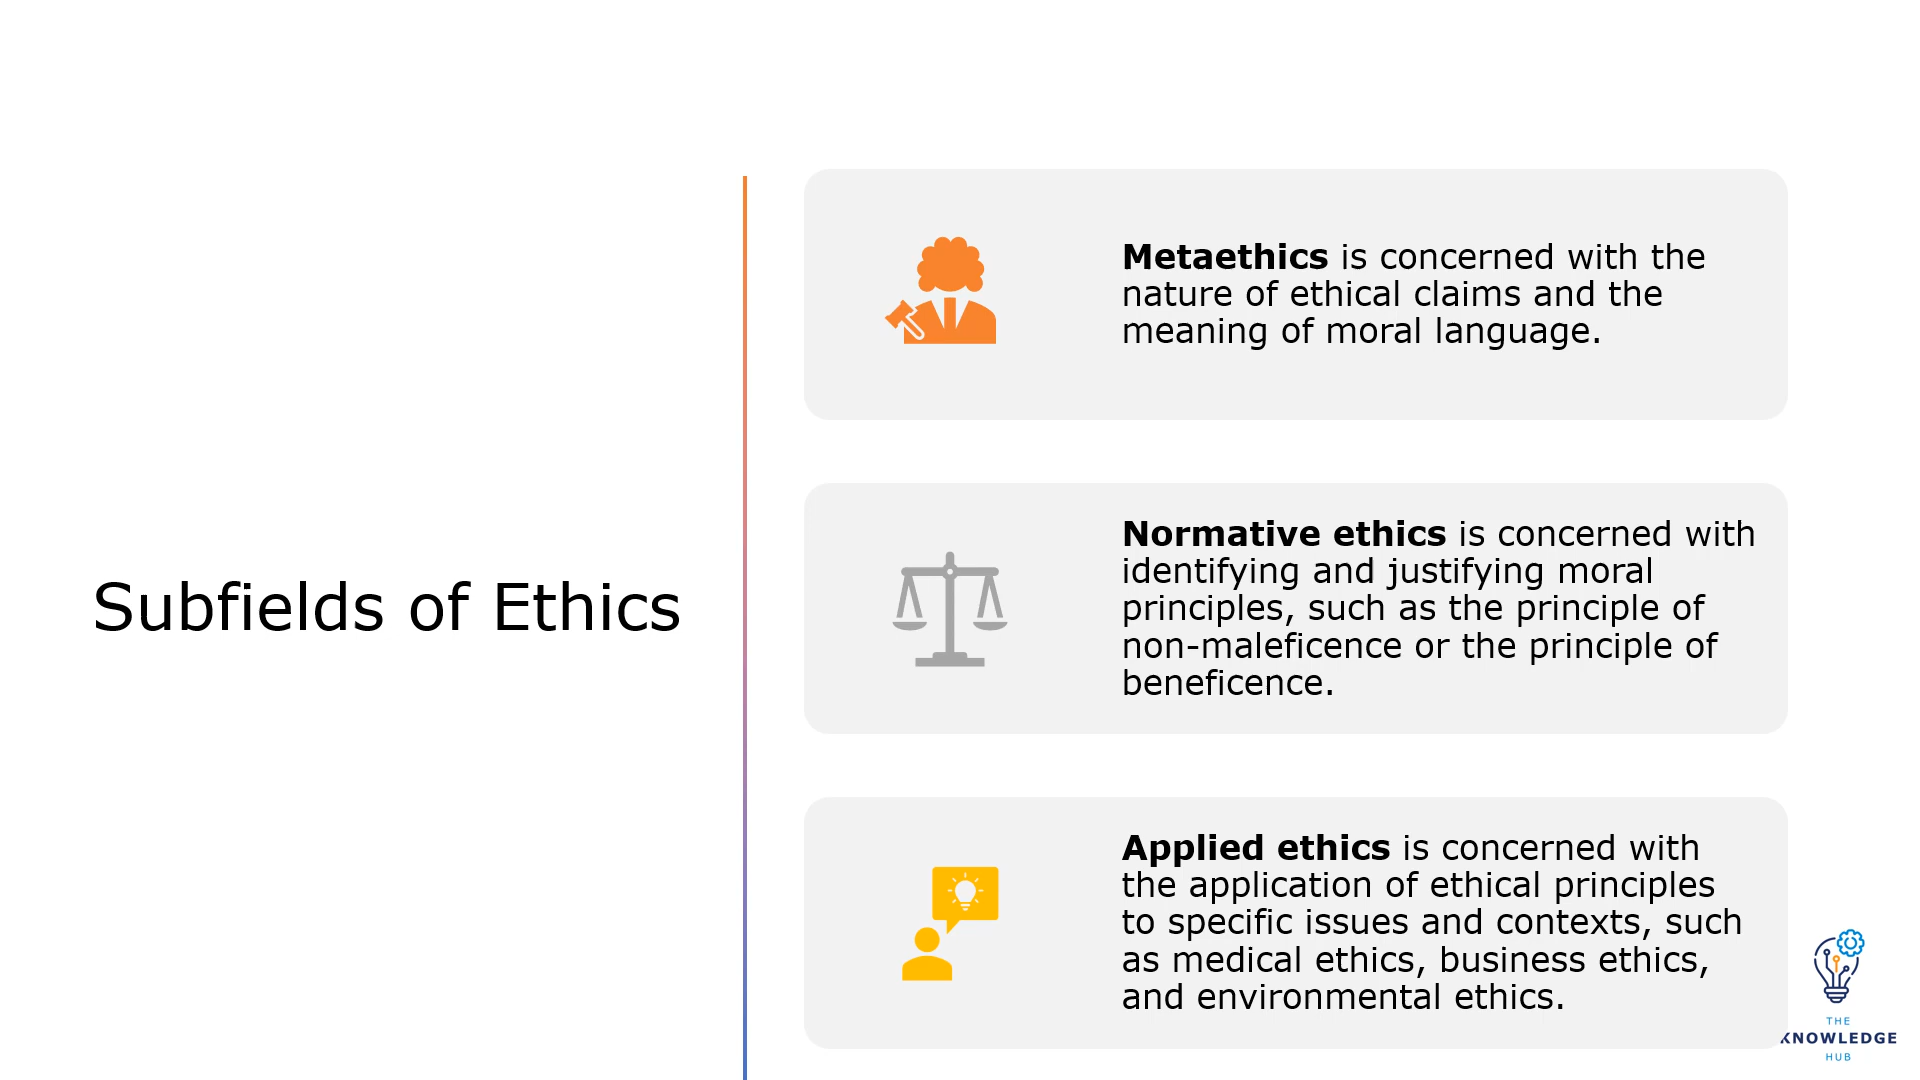 Subfields of Ethics
Metaethics is concerned with the
nature of ethical claims and the
meaning of moral language.
Normative ethics is concerned with
identifying and justifying moral
principles, such as the principle of
non-maleficence or the principle of
beneficence.
Applied ethics is concerned with
the application of ethical principles
to specific issues and contexts, such
as medical ethics, business ethics,
and environmental ethics.
THE
KNOWLEDGE
HUB